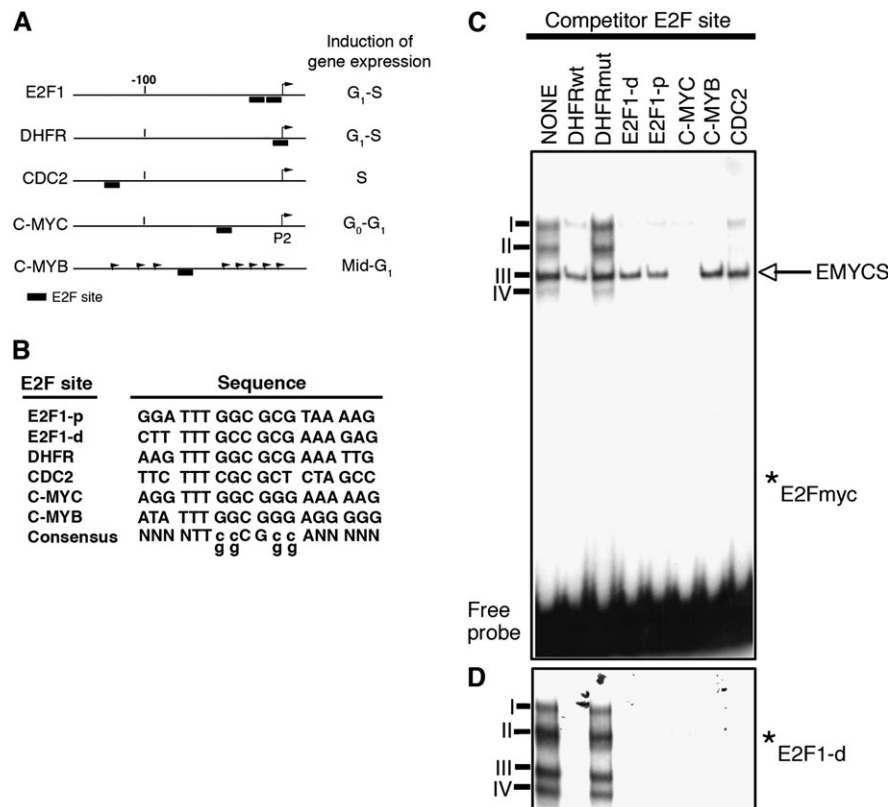 A
Induction of
gene expression
-100
E2F1 G1-S
DHFR G1-S
CDC2 S
C-MYC G0-G1
P2
C-MYB Mid-G1
E2F site
B
E2F site Sequence
E2F1-p GGA TTT GGC GCG TAA AAG
E2F1-d CTT TTT GCC GCG AAA GAG
DHFR AAG TTT GGC GCG AAA TTG
CDC2 TTC TTT CGC GCT CTA GCC
C-MYC AGG TTT GGC GGG AAA AAG
C-MYB ATA TTT GGC GGG AGG GGG
Consensus NNN NTT c c C G c c ANN NNN
g g g g
C
Competitor E2F site
NONE
DHFRwt
DHFRmut
E2F1-d
E2F1-p
C-MYC
C-MYB
CDC2
I
II
III
IV
EMYCS
* E2Fmyc
Free
probe
D
I
II
III
IV
* E2F1-d